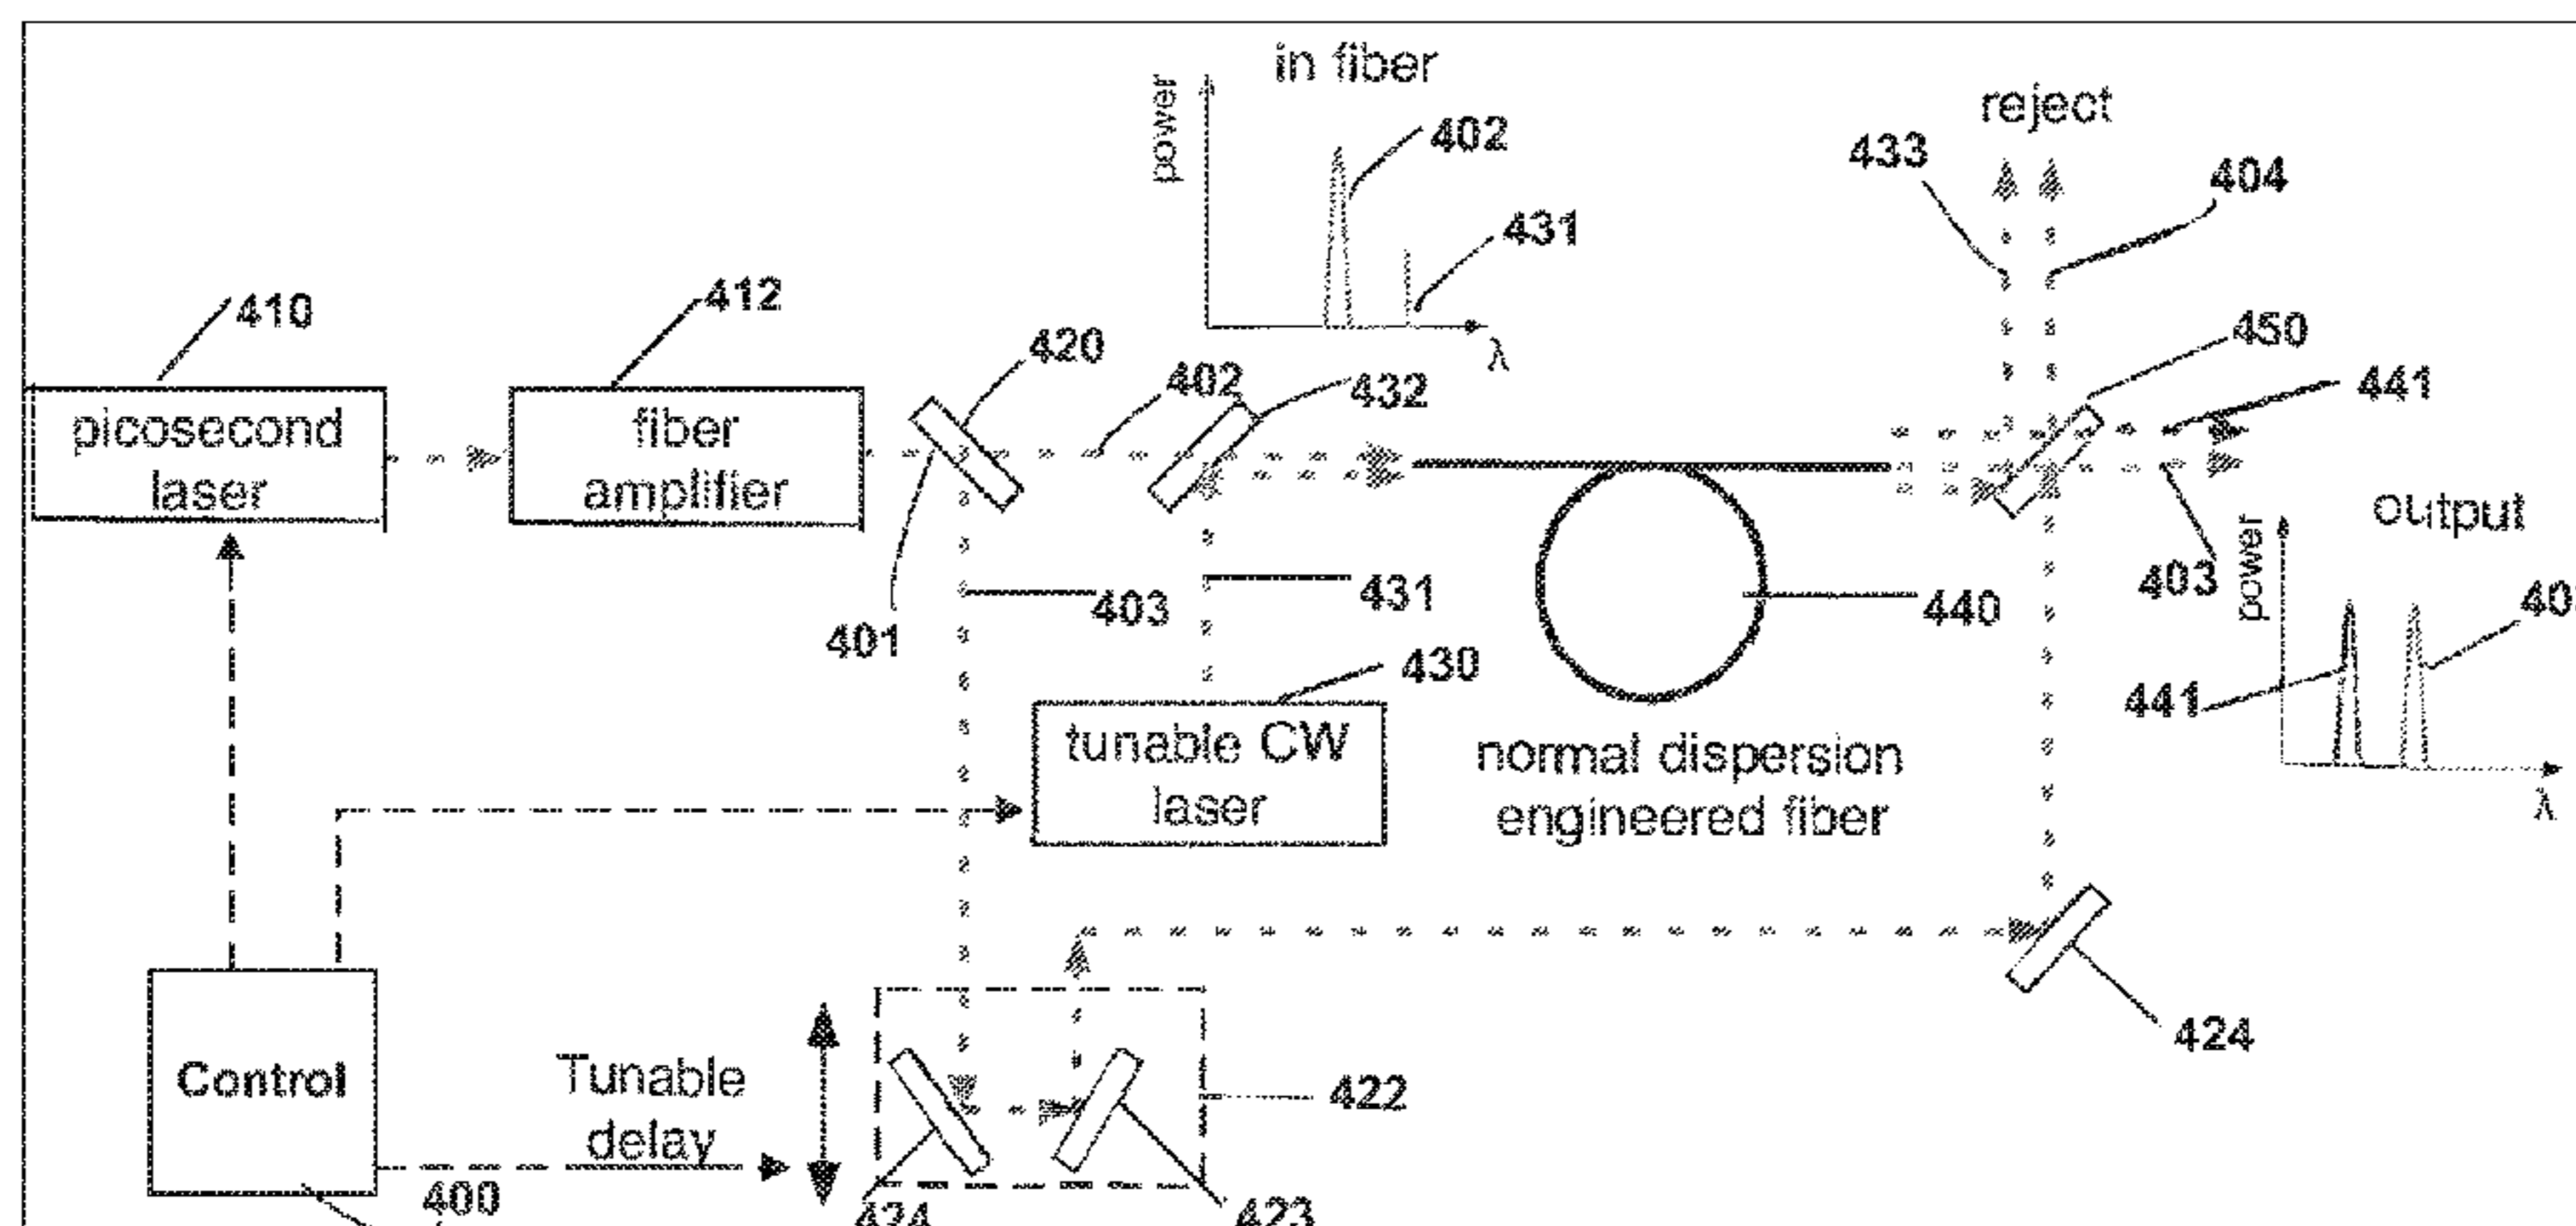 in fiber
power
402
reject
433
404
431
λ
410
412
420
402
432
450
441
picosecond
laser
fiber
amplifier
output
power
403
441
λ
401
403
431
440
403
430
tunable CW
laser
normal dispersion
engineered fiber
424
Control
Tunable
delay
422
400
424
423